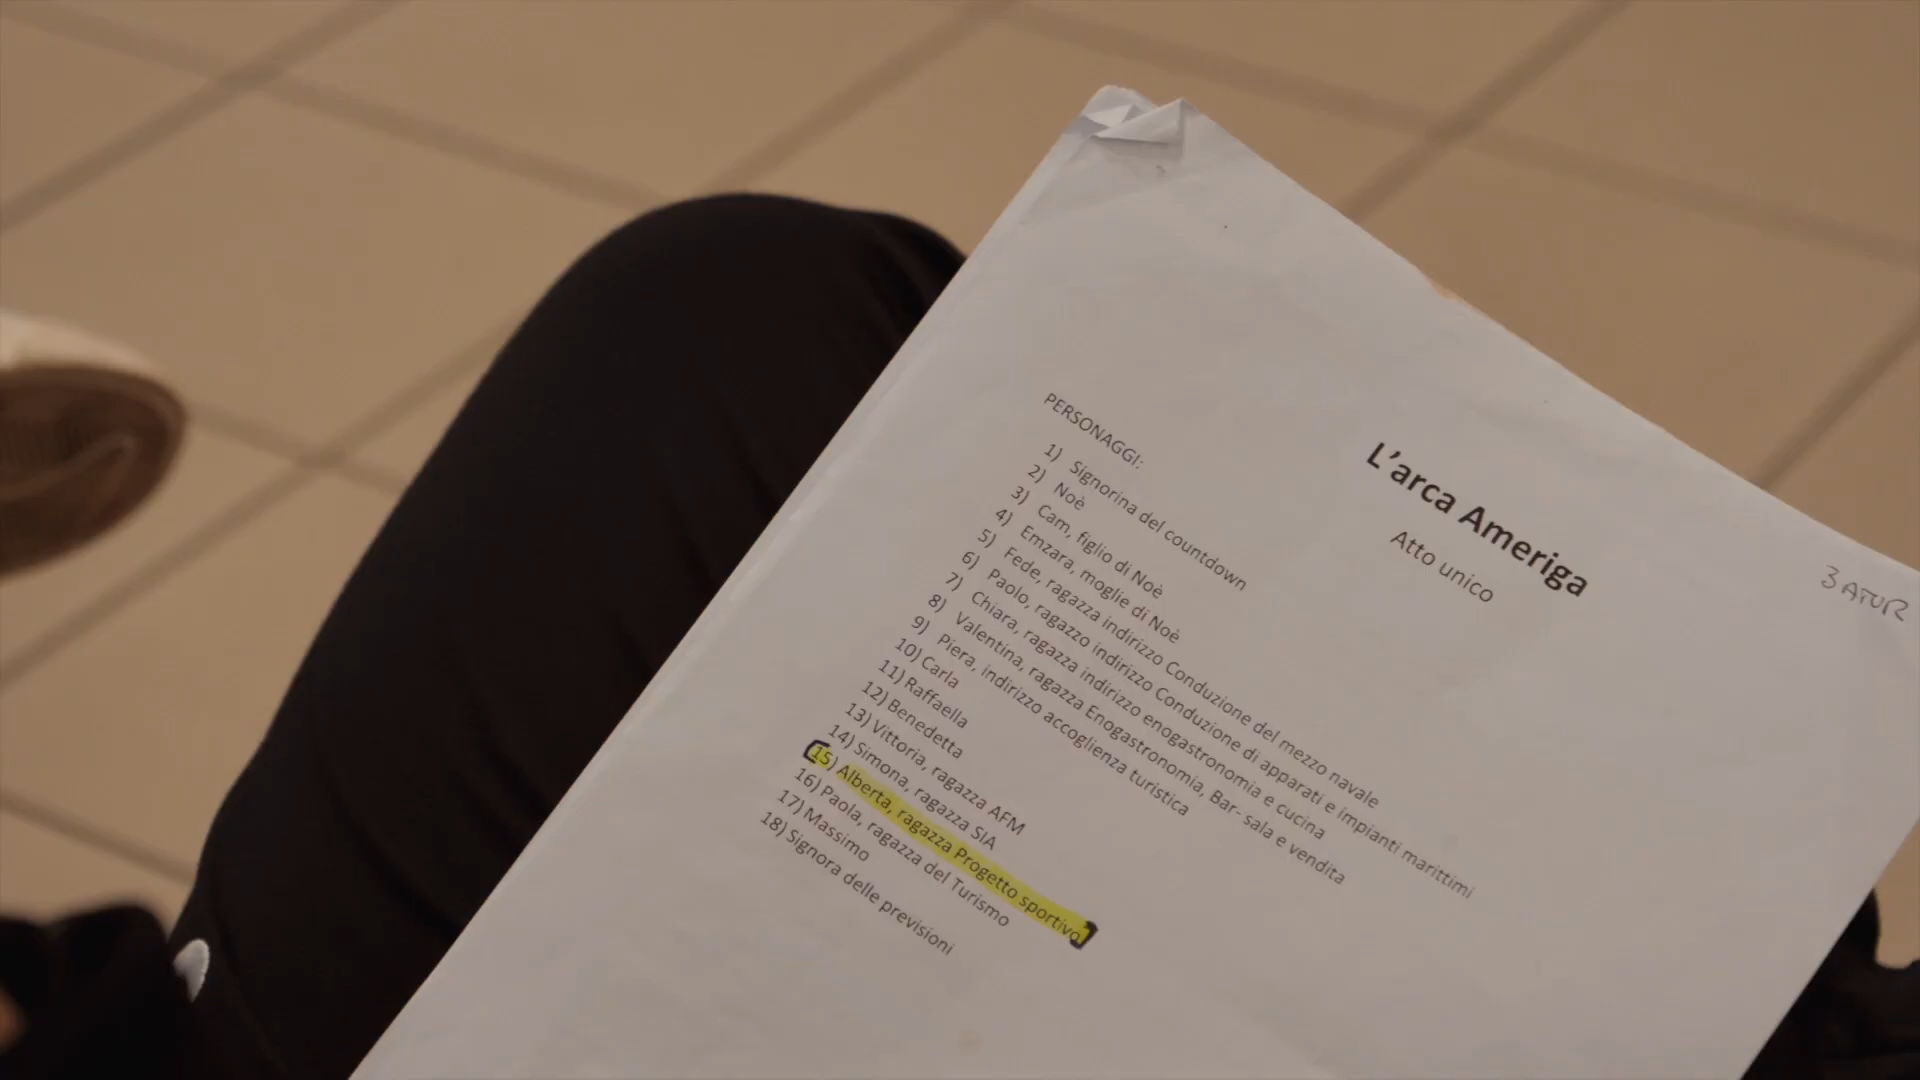 L'arca Ameriga
Atto unico
3 ATUR
PERSONAGGI:
1) Signorina del countdown
2) Noè
3) Cam, figlio di Noè
4) Emzara, moglie di Noè
5) Fede, ragazza indirizzo Conduzione del mezzo navale
6) Paolo, ragazzo indirizzo Conduzione di apparati e impianti marittimi
7) Chiara, ragazza indirizzo enogastronomia e cucina
8) Valentina, ragazza Enogastronomia, Bar- sala e vendita
9) Piera, indirizzo accoglienza turistica
10) Carla
11) Raffaella
12) Benedetta
13) Vittoria, ragazza AFM
14) Simona, ragazza SIA
15) Alberta, ragazza Progetto sportivo
16) Paola, ragazza del Turismo
17) Massimo
18) Signora delle previsioni